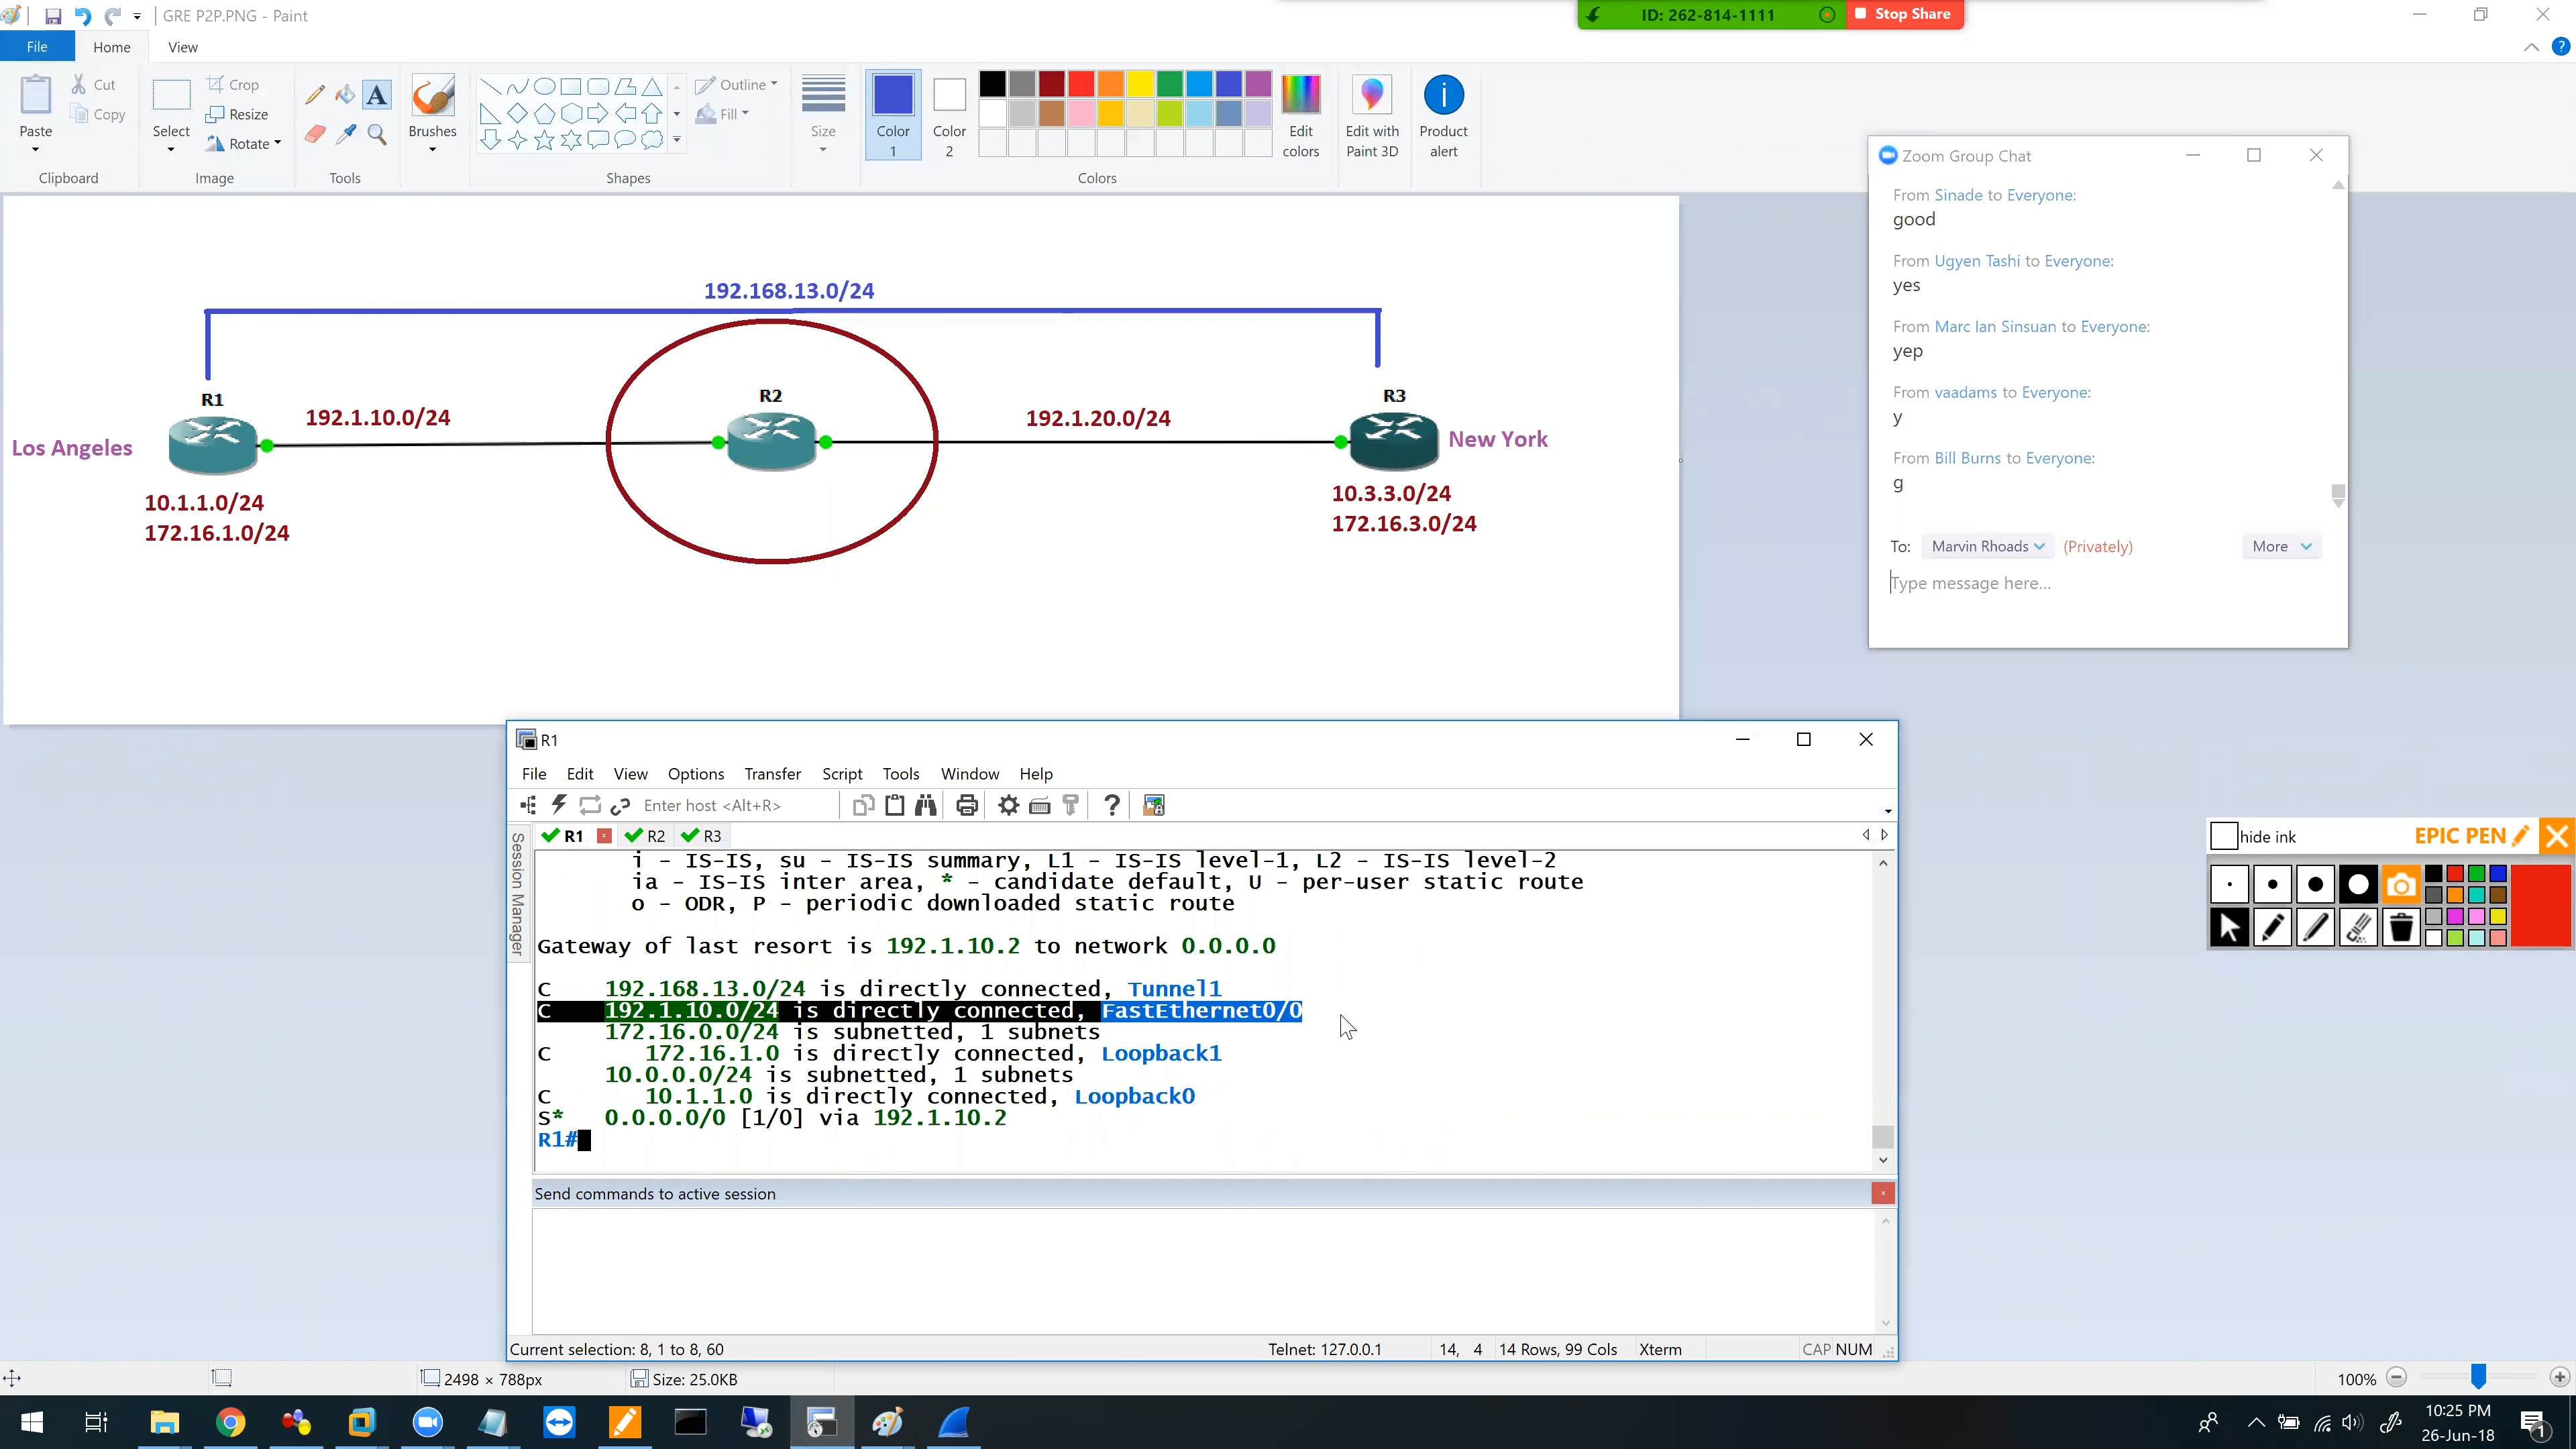 GRE P2P.PNG - Paint
ID: 262-814-1111
Stop Share
File
Home
View
Paste
Cut
Copy
Clipboard
Select
Crop
Resize
Rotate
Image
Tools
Brushes
Outline
Fill
Shapes
Size
Color 1
Color 2
Edit colors
Colors
Edit with Paint 3D
Product alert
Zoom Group Chat
From Sinade to Everyone:
good
From Ugyen Tashi to Everyone:
yes
From Marc Ian Sinsuan to Everyone:
yep
From vaadams to Everyone:
y
From Bill Burns to Everyone:
g
To: Marvin Rhoads (Privately)
More
Type message here...
192.168.13.0/24
R1
R2
R3
192.1.10.0/24
192.1.20.0/24
Los Angeles
New York
10.1.1.0/24
172.16.1.0/24
10.3.3.0/24
172.16.3.0/24
R1
File Edit View Options Transfer Script Tools Window Help
Enter host <Alt+R>
Session Manager
R1
R2
R3
i - IS-IS, su - IS-IS summary, L1 - IS-IS level-1, L2 - IS-IS level-2
ia - IS-IS inter area, * - candidate default, U - per-user static route
o - ODR, P - periodic downloaded static route
Gateway of last resort is 192.1.10.2 to network 0.0.0.0
C 192.168.13.0/24 is directly connected, Tunnel1
C 192.1.10.0/24 is directly connected, FastEthernet0/0
172.16.0.0/24 is subnetted, 1 subnets
C 172.16.1.0 is directly connected, Loopback1
10.0.0.0/24 is subnetted, 1 subnets
C 10.1.1.0 is directly connected, Loopback0
S* 0.0.0.0/0 [1/0] via 192.1.10.2
R1#
Send commands to active session
Current selection: 8, 1 to 8, 60
Telnet: 127.0.0.1
14, 4
14 Rows, 99 Cols
Xterm
CAP NUM
hide ink
EPIC PEN
2498 × 788px
Size: 25.0KB
100%
10:25 PM
26-Jun-18
1